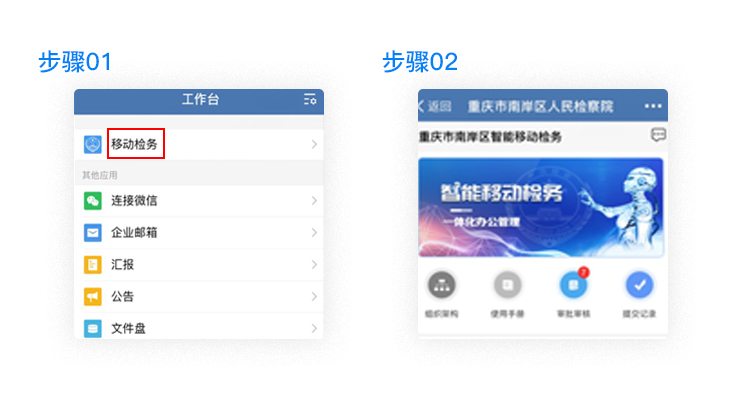 步骤01
工作台
移动检务
其他应用
连接微信
企业邮箱
汇报
公告
文件盘
步骤02
返回 重庆市南岸区人民检察院
重庆市南岸区智能移动检务
智能移动检务
一体化办公管理
7
组织架构 使用手册 审批审核 提交记录